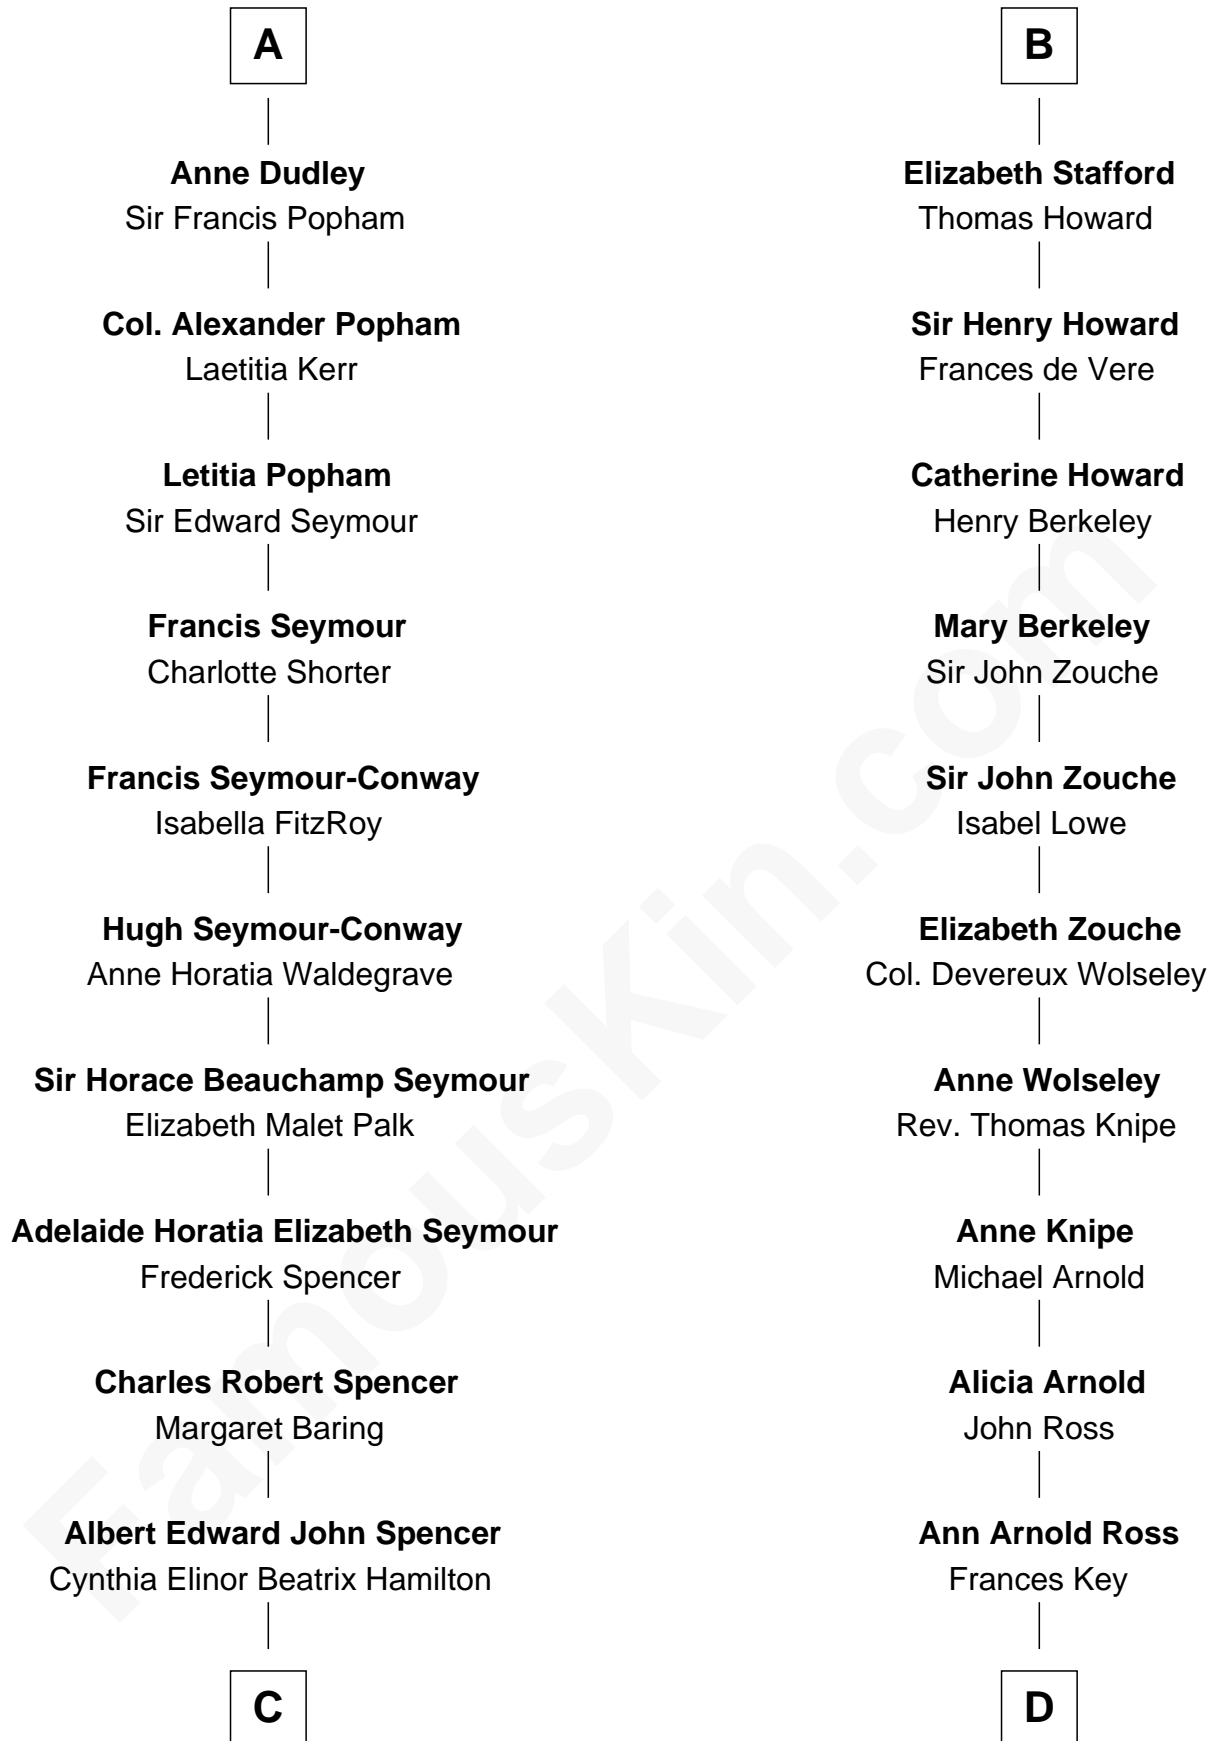 A
Anne Dudley
Sir Francis Popham
Col. Alexander Popham
Laetitia Kerr
Letitia Popham
Sir Edward Seymour
Francis Seymour
Charlotte Shorter
Francis Seymour-Conway
Isabella FitzRoy
Hugh Seymour-Conway
Anne Horatia Waldegrave
Sir Horace Beauchamp Seymour
Elizabeth Malet Palk
Adelaide Horatia Elizabeth Seymour
Frederick Spencer
Charles Robert Spencer
Margaret Baring
Albert Edward John Spencer
Cynthia Elinor Beatrix Hamilton
C
B
Elizabeth Stafford
Thomas Howard
Sir Henry Howard
Frances de Vere
Catherine Howard
Henry Berkeley
Mary Berkeley
Sir John Zouche
Sir John Zouche
Isabel Lowe
Elizabeth Zouche
Col. Devereux Wolseley
Anne Wolseley
Rev. Thomas Knipe
Anne Knipe
Michael Arnold
Alicia Arnold
John Ross
Ann Arnold Ross
Frances Key
D
FamousKin.com